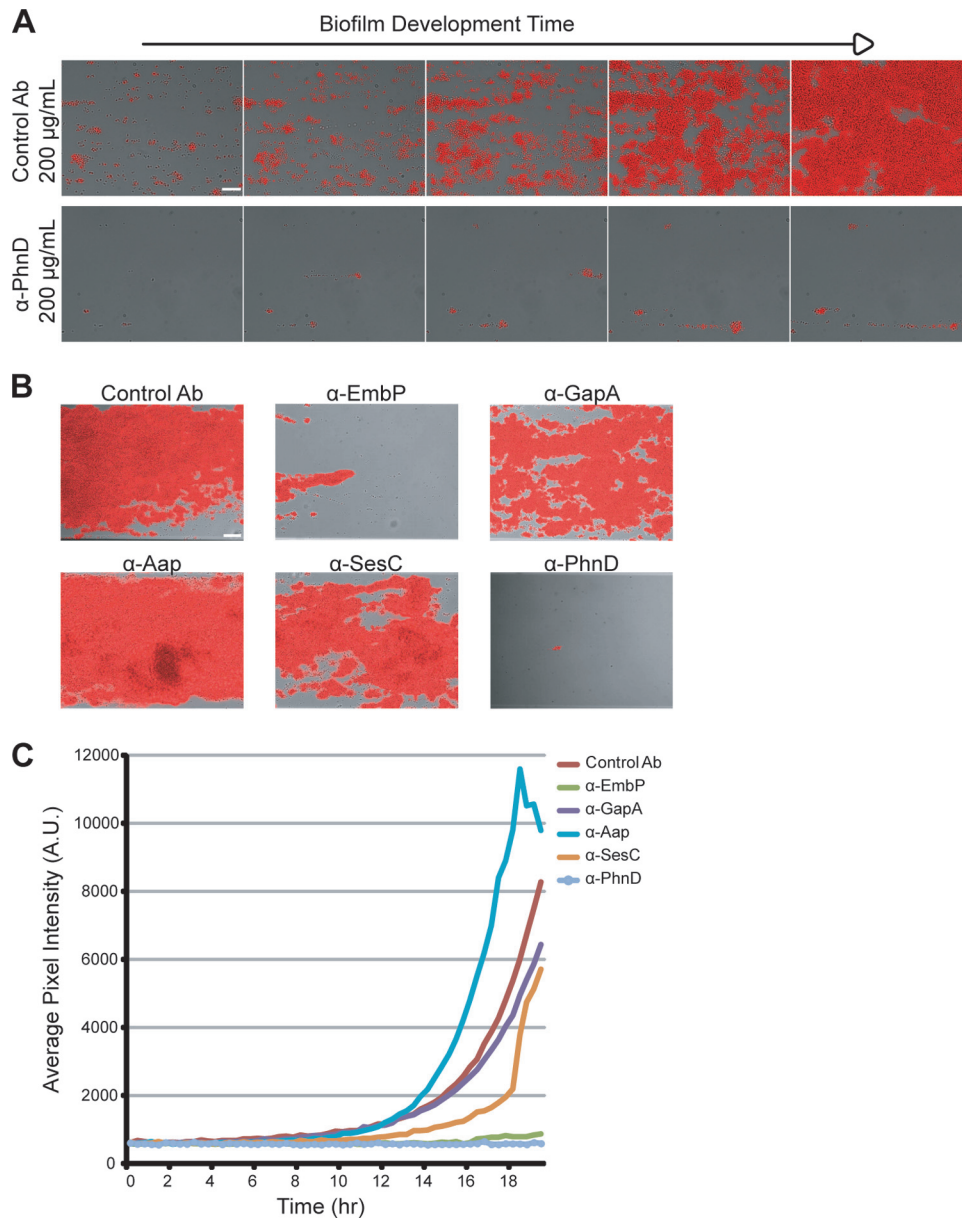 A
Biofilm Development Time
Control Ab
200 µg/mL
α-PhnD
200 µg/mL
B
Control Ab
α-EmbP
α-GapA
α-Aap
α-SesC
α-PhnD
C
12000
10000
8000
6000
4000
2000
0
Average Pixel Intensity (A.U.)
0 2 4 6 8 10 12 14 16 18
Time (hr)
Control Ab
α-EmbP
α-GapA
α-Aap
α-SesC
α-PhnD